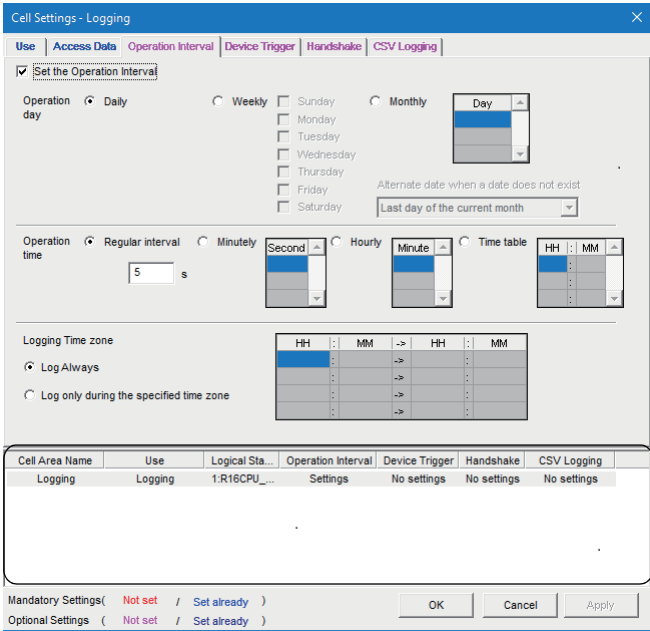 Cell Settings - Logging
Use Access Data Operation Interval Device Trigger Handshake CSV Logging
Set the Operation Interval
Operation day Daily Weekly Sunday Monthly Day
Monday
Tuesday
Wednesday
Thursday
Friday Alternate date when a date does not exist
Saturday Last day of the current month
Operation time Regular interval Minutely Second Hourly Minute Time table HH : MM
5 s :
:
:
Logging Time zone
HH : MM -> HH : MM
Log Always : -> :
: -> :
Log only during the specified time zone : -> :
: -> :
Cell Area Name Use Logical Sta... Operation Interval Device Trigger Handshake CSV Logging
Logging Logging 1:R16CPU_... Settings No settings No settings No settings
Mandatory Settings( Not set / Set already )
Optional Settings ( Not set / Set already )
OK Cancel Apply